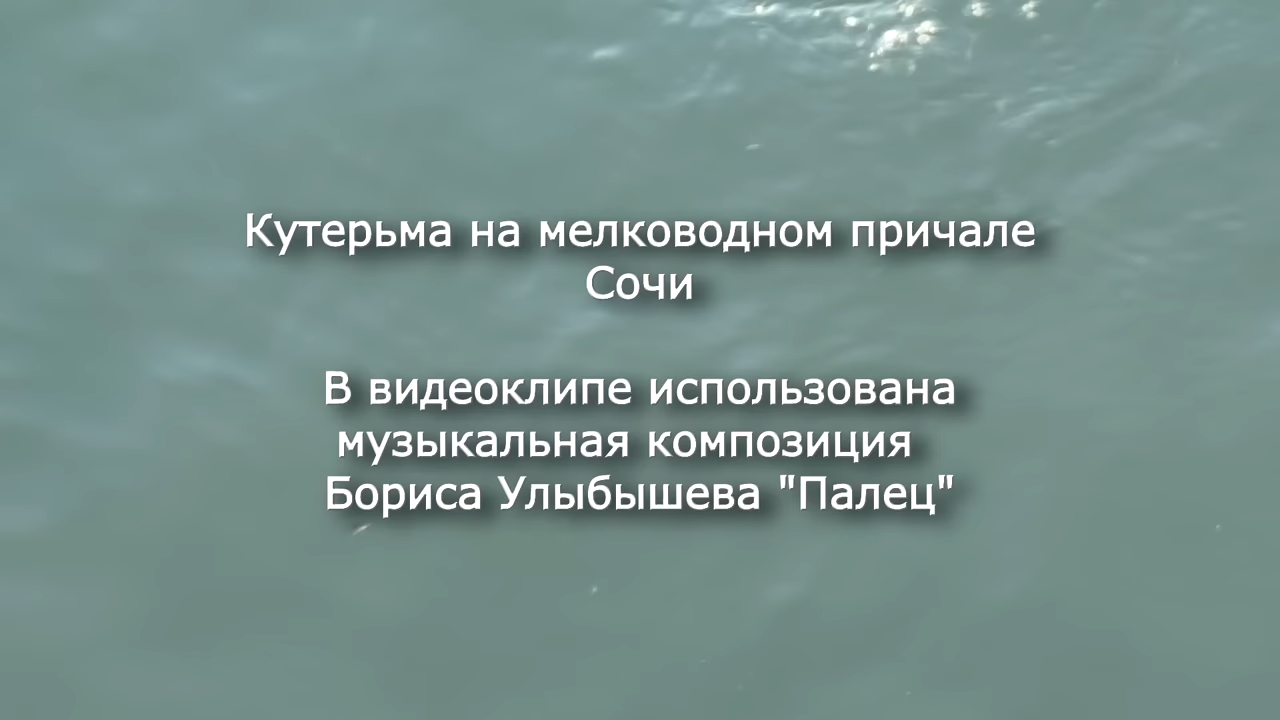 Кутерьма на мелководном причале
Сочи
В видеоклипе использована
музыкальная композиция
Бориса Улыбышева "Палец"